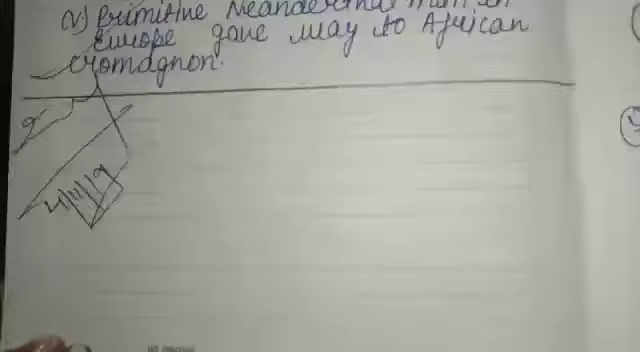 (v) Primitive Neanderthal man in
Europe gave way to African
cromagnon.
4/11/19